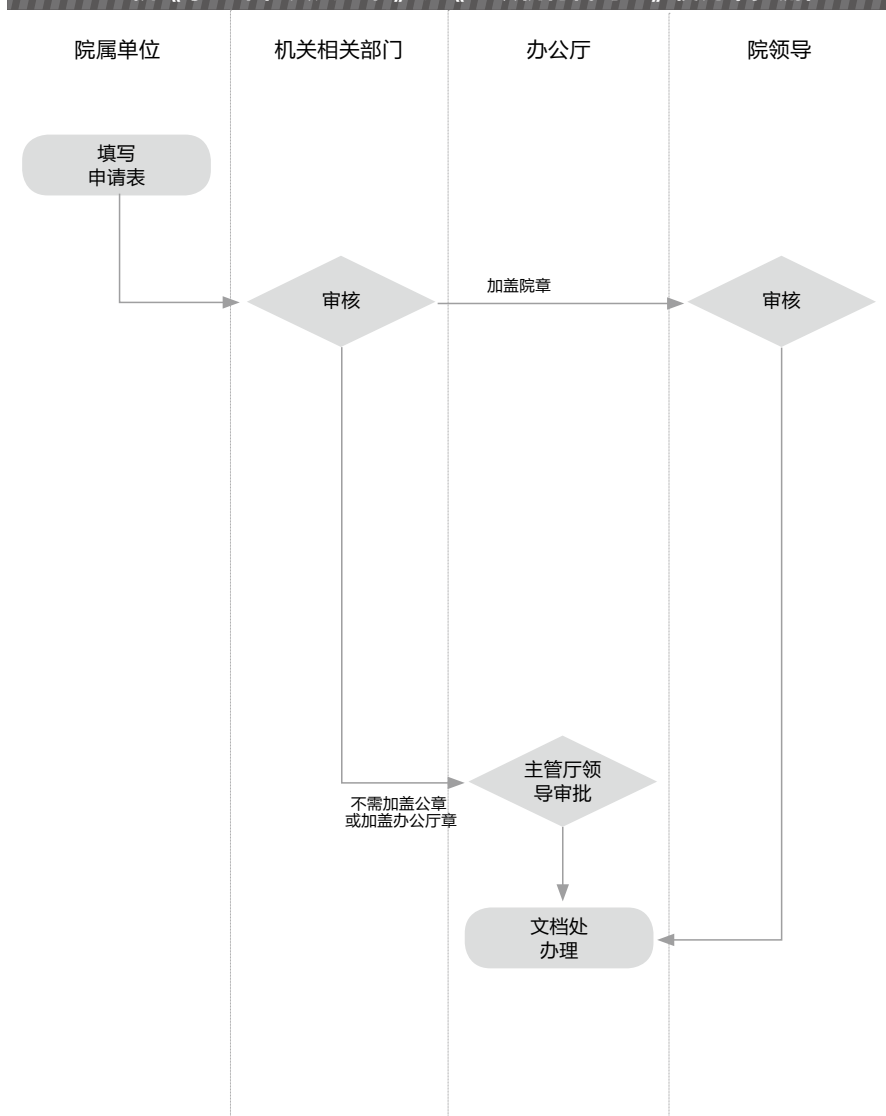 院属单位
机关相关部门
办公厅
院领导
填写
申请表
审核
加盖院章
审核
主管厅领
导审批
不需加盖公章
或加盖办公厅章
文档处
办理